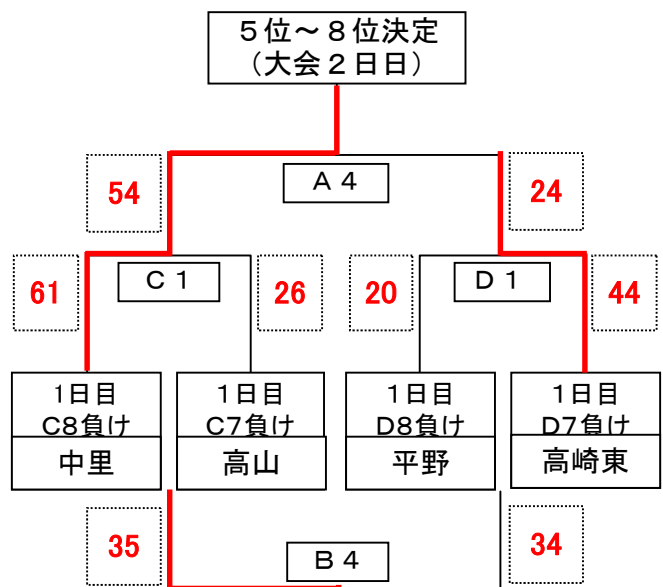 ５位～８位決定
（大会２日日）
54
Ａ４
24
61
Ｃ１
26
20
Ｄ１
44
1日目
C8負け
中里
1日目
C7負け
高山
1日目
D8負け
平野
1日目
D7負け
高崎東
35
Ｂ４
34